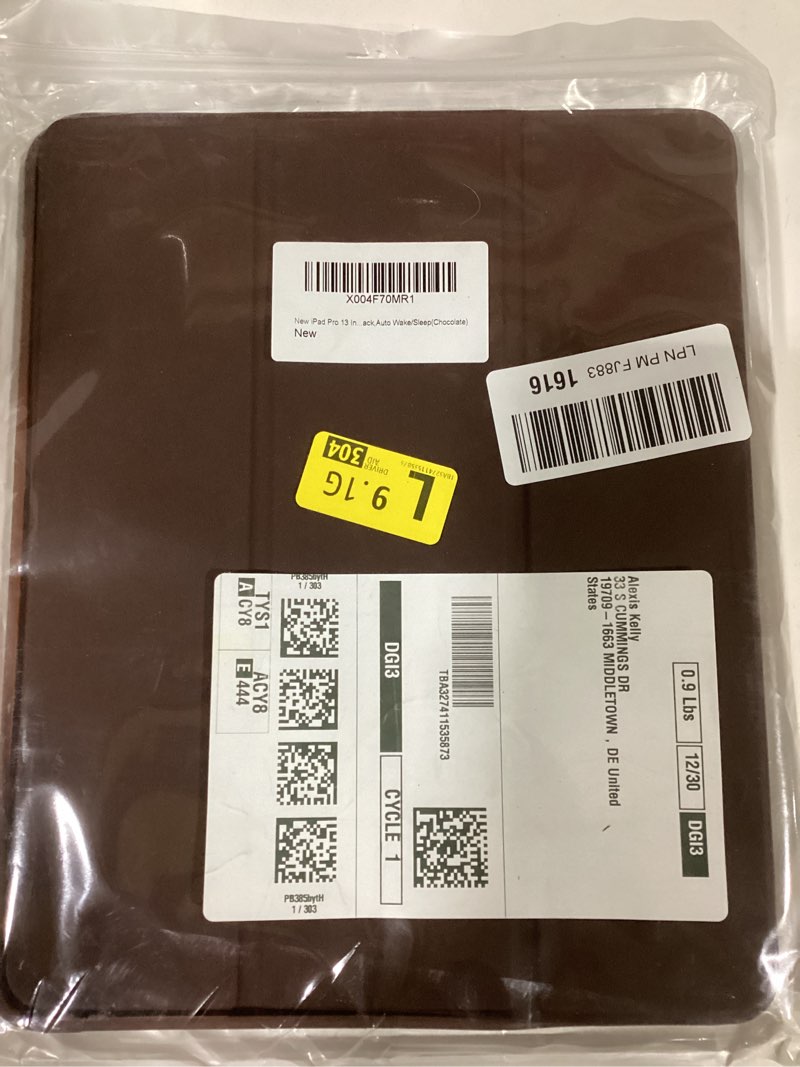 X004F70MR1
New iPad Pro 13 In...ack,Auto Wake/Sleep(Chocolate)
New
LPN PM FJ883 1616
L 9.1G
DRIVER AID 304
Alexis Kelly
33 S CUMMINGS DR
19709-1663 MIDDLETOWN , DE United
States
0.9 Lbs 12/30 DGI3
TBA327411535873
DGI3 CYCLE 1
PB385bytH
1 / 303
PB385bytH
1 / 303
TYS1 ACY8
A CY8 E 444